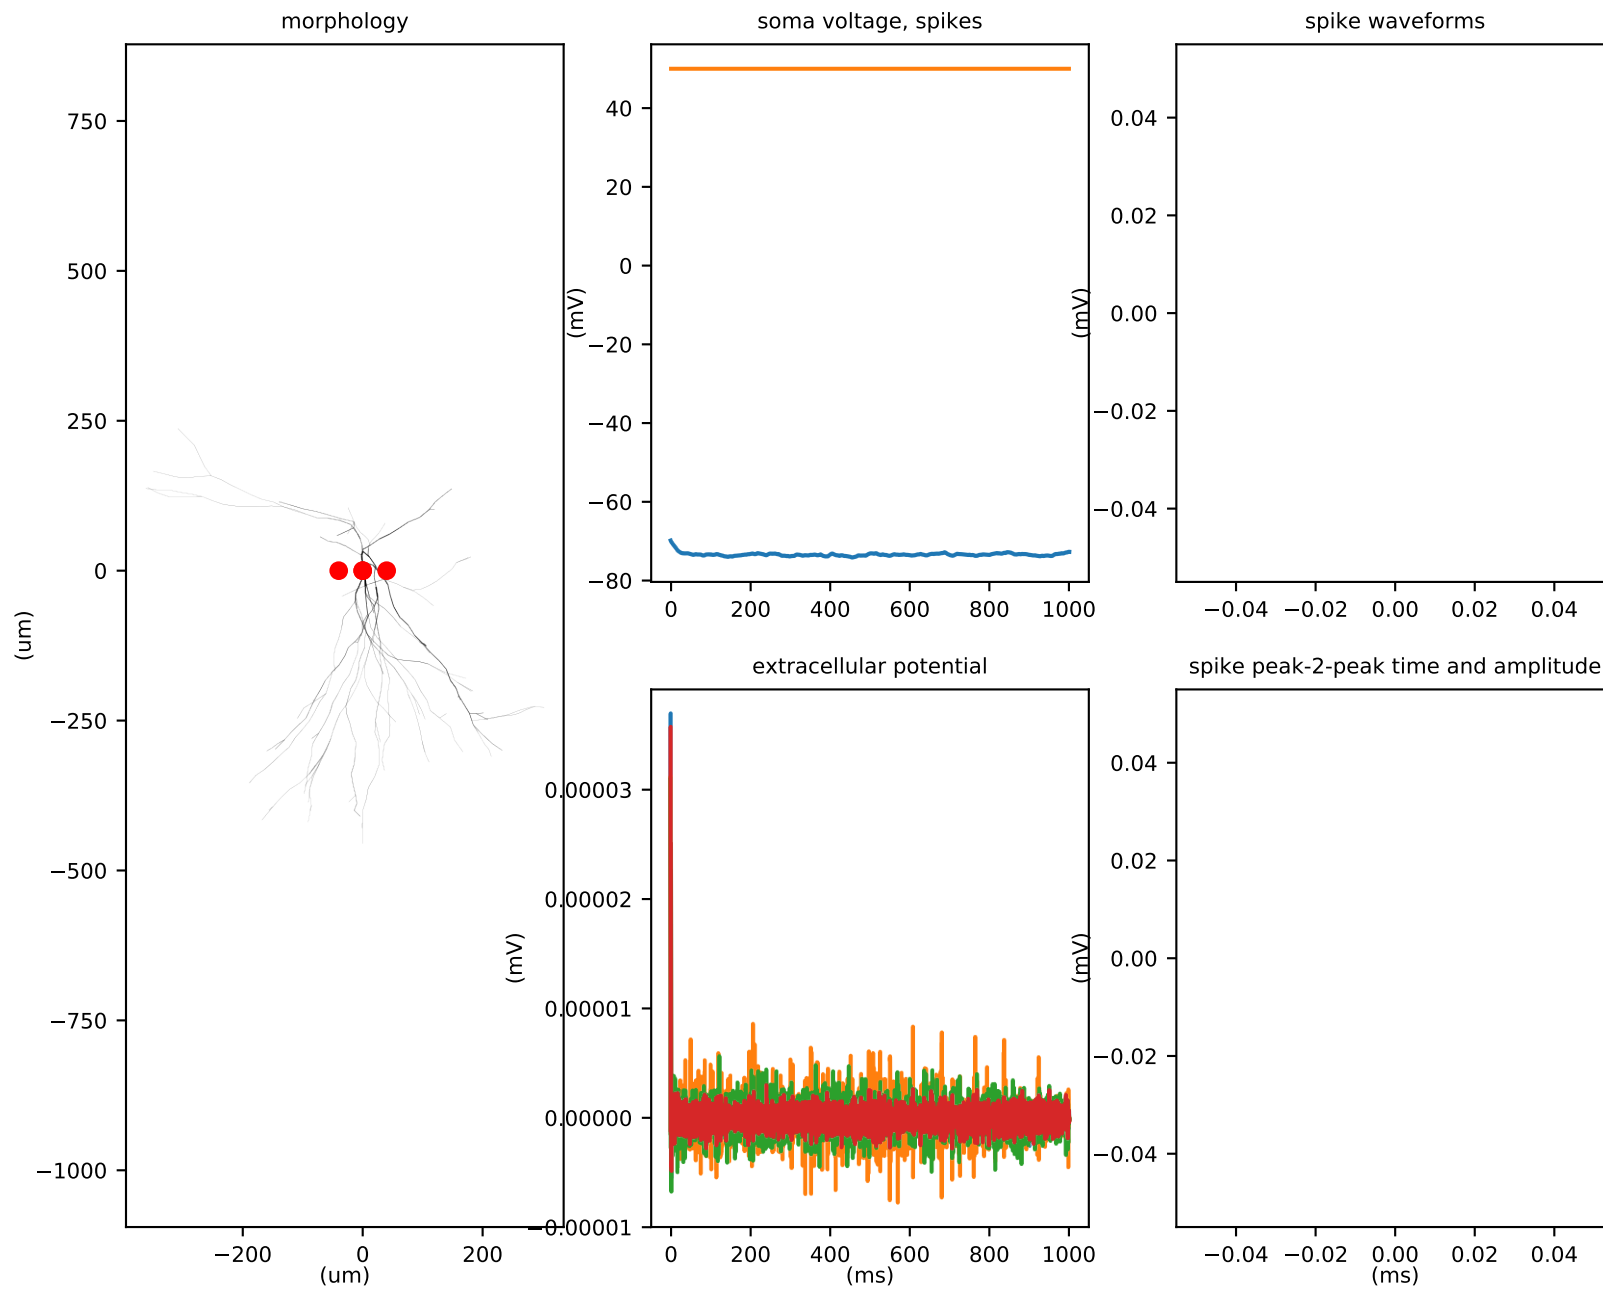 morphology
750
500
250
0
−250
−500
−750
−1000
(um)
−200 0 200
(um)
soma voltage, spikes
40
20
0
−20
−40
−60
−80
(mV)
0 200 400 600 800 1000
spike waveforms
0.04
0.02
0.00
−0.02
−0.04
(mV)
−0.04 −0.02 0.00 0.02 0.04
extracellular potential
0.00003
0.00002
0.00001
0.00000
−0.00001
(mV)
0 200 400 600 800 1000
(ms)
spike peak-2-peak time and amplitude
0.04
0.02
0.00
−0.02
−0.04
(mV)
−0.04 −0.02 0.00 0.02 0.04
(ms)